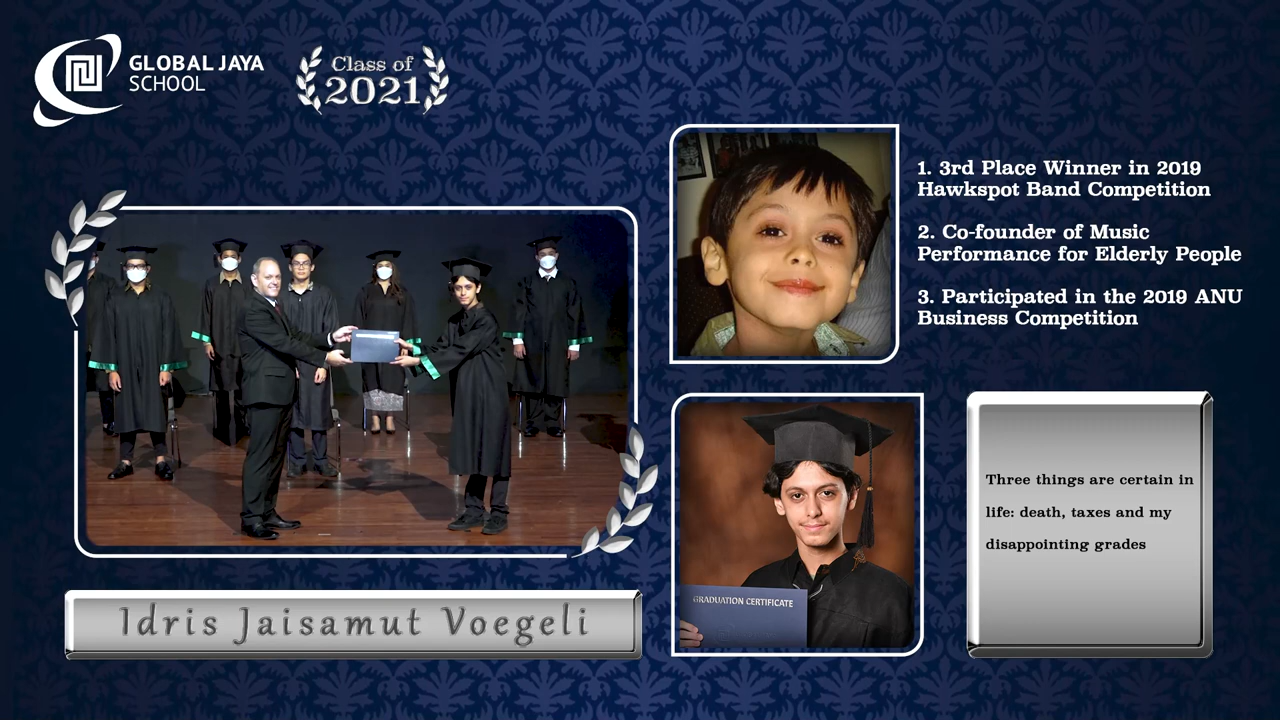 GLOBAL JAYA
SCHOOL
Class of
2021
1. 3rd Place Winner in 2019
Hawkspot Band Competition
2. Co-founder of Music
Performance for Elderly People
3. Participated in the 2019 ANU
Business Competition
GRADUATION CERTIFICATE
Three things are certain in
life: death, taxes and my
disappointing grades
Idris Jaisamut Voegeli